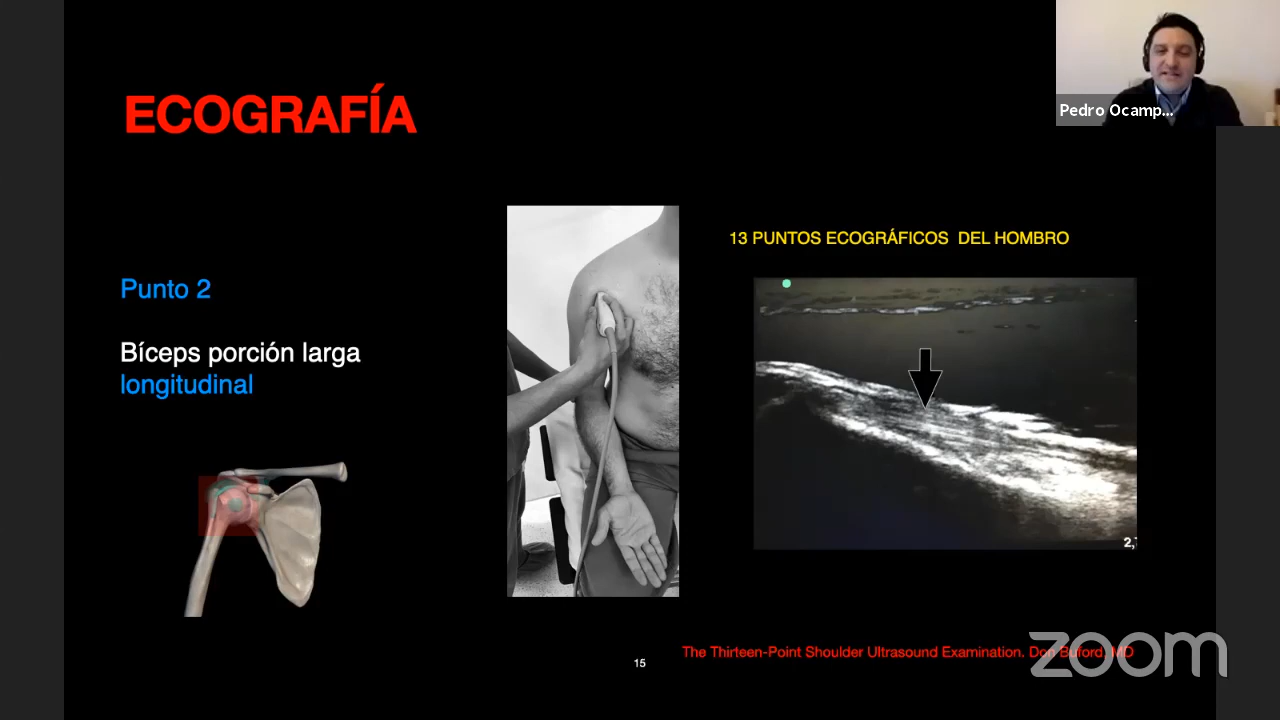 ECOGRAFÍA
Pedro Ocamp...
13 PUNTOS ECOGRÁFICOS DEL HOMBRO
Punto 2
Bíceps porción larga
longitudinal
2,
The Thirteen-Point Shoulder Ultrasound Examination. Don Buford, MD
15
zoom